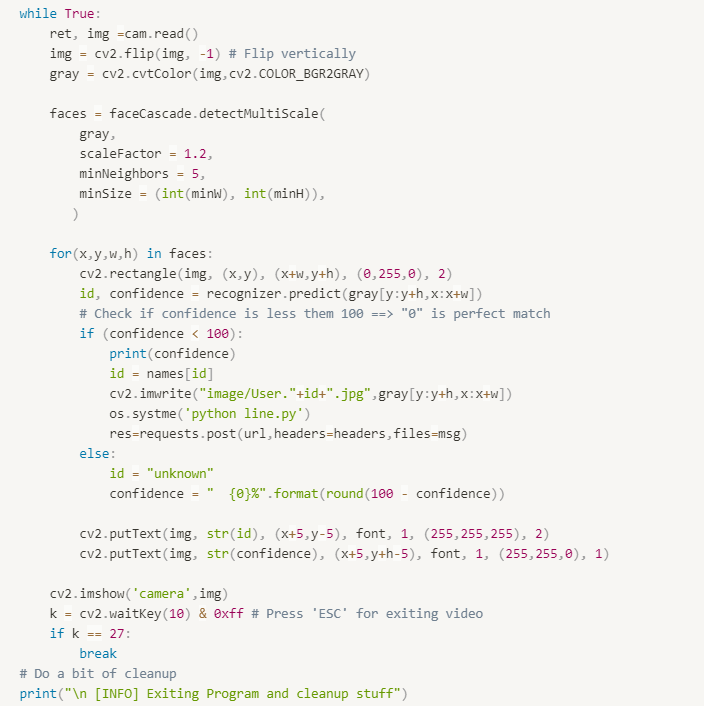 while True:
    ret, img =cam.read()
    img = cv2.flip(img, -1) # Flip vertically
    gray = cv2.cvtColor(img,cv2.COLOR_BGR2GRAY)

    faces = faceCascade.detectMultiScale(
        gray,
        scaleFactor = 1.2,
        minNeighbors = 5,
        minSize = (int(minW), int(minH)),
       )

    for(x,y,w,h) in faces:
        cv2.rectangle(img, (x,y), (x+w,y+h), (0,255,0), 2)
        id, confidence = recognizer.predict(gray[y:y+h,x:x+w])
        # Check if confidence is less them 100 ==> "0" is perfect match
        if (confidence < 100):
            print(confidence)
            id = names[id]
            cv2.imwrite("image/User."+id+".jpg",gray[y:y+h,x:x+w])
            os.systme('python line.py')
            res=requests.post(url,headers=headers,files=msg)
        else:
            id = "unknown"
            confidence = "  {0}%".format(round(100 - confidence))

        cv2.putText(img, str(id), (x+5,y-5), font, 1, (255,255,255), 2)
        cv2.putText(img, str(confidence), (x+5,y+h-5), font, 1, (255,255,0), 1)

    cv2.imshow('camera',img)
    k = cv2.waitKey(10) & 0xff # Press 'ESC' for exiting video
    if k == 27:
        break
# Do a bit of cleanup
print("\n [INFO] Exiting Program and cleanup stuff")